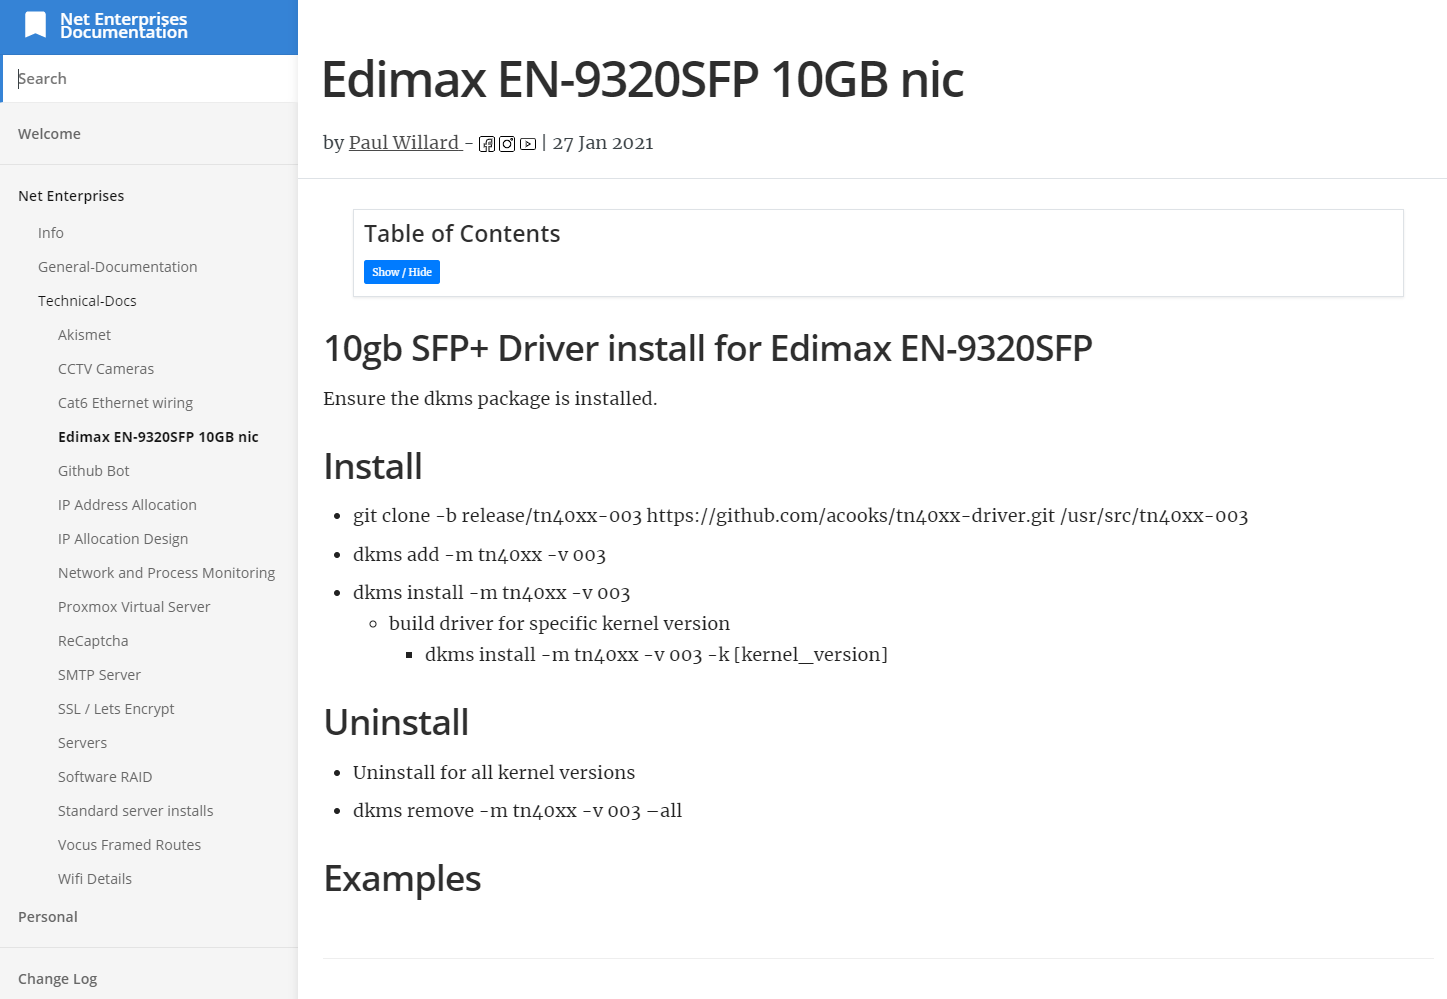 Net Enterprises
Documentation
Search
Welcome
Net Enterprises
Info
General-Documentation
Technical-Docs
Akismet
CCTV Cameras
Cat6 Ethernet wiring
Edimax EN-9320SFP 10GB nic
Github Bot
IP Address Allocation
IP Allocation Design
Network and Process Monitoring
Proxmox Virtual Server
ReCaptcha
SMTP Server
SSL / Lets Encrypt
Servers
Software RAID
Standard server installs
Vocus Framed Routes
Wifi Details
Personal
Change Log
Edimax EN-9320SFP 10GB nic
by Paul Willard - | 27 Jan 2021
Table of Contents
Show / Hide
10gb SFP+ Driver install for Edimax EN-9320SFP
Ensure the dkms package is installed.
Install
• git clone -b release/tn40xx-003 https://github.com/acooks/tn40xx-driver.git /usr/src/tn40xx-003
• dkms add -m tn40xx -v 003
• dkms install -m tn40xx -v 003
◦ build driver for specific kernel version
▪ dkms install -m tn40xx -v 003 -k [kernel_version]
Uninstall
• Uninstall for all kernel versions
• dkms remove -m tn40xx -v 003 –all
Examples